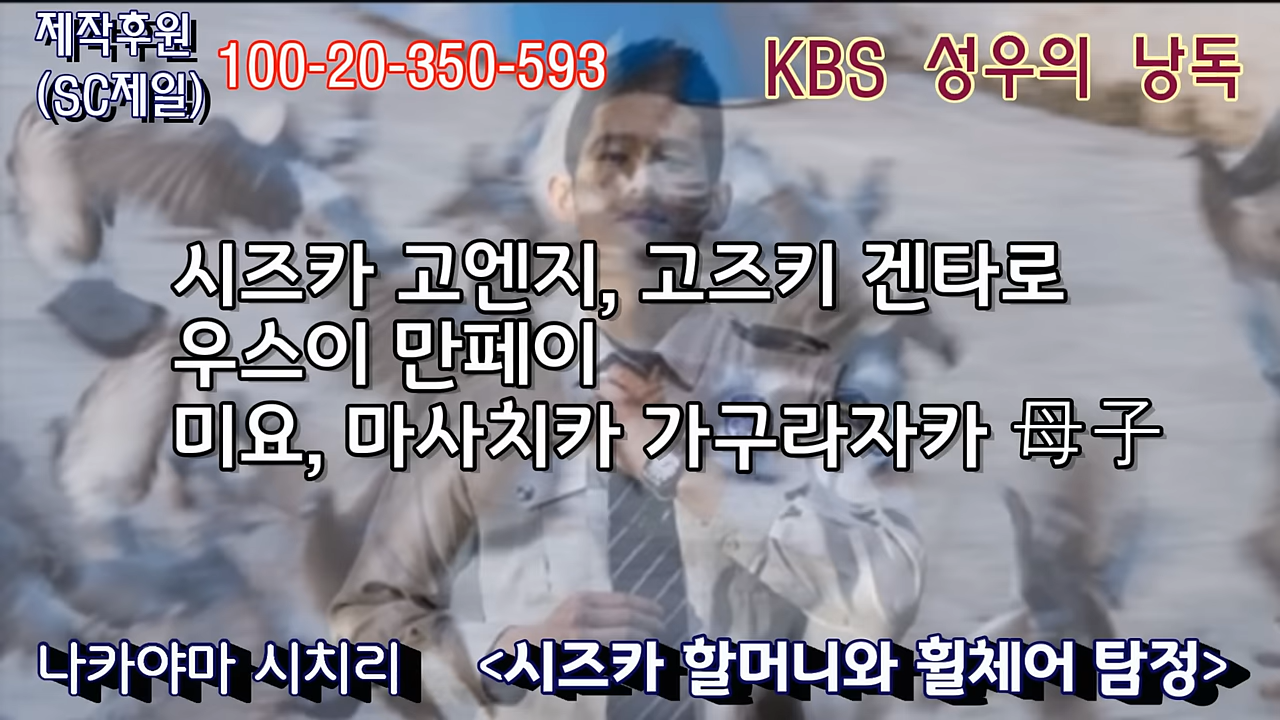 제작후원
(SC제일)
100-20-350-593
KBS 성우의 낭독
시즈카 고엔지, 고즈키 겐타로
우스이 만페이
미요, 마사치카 가구라자카 母子
나카야마 시치리 <시즈카 할머니와 휠체어 탐정>